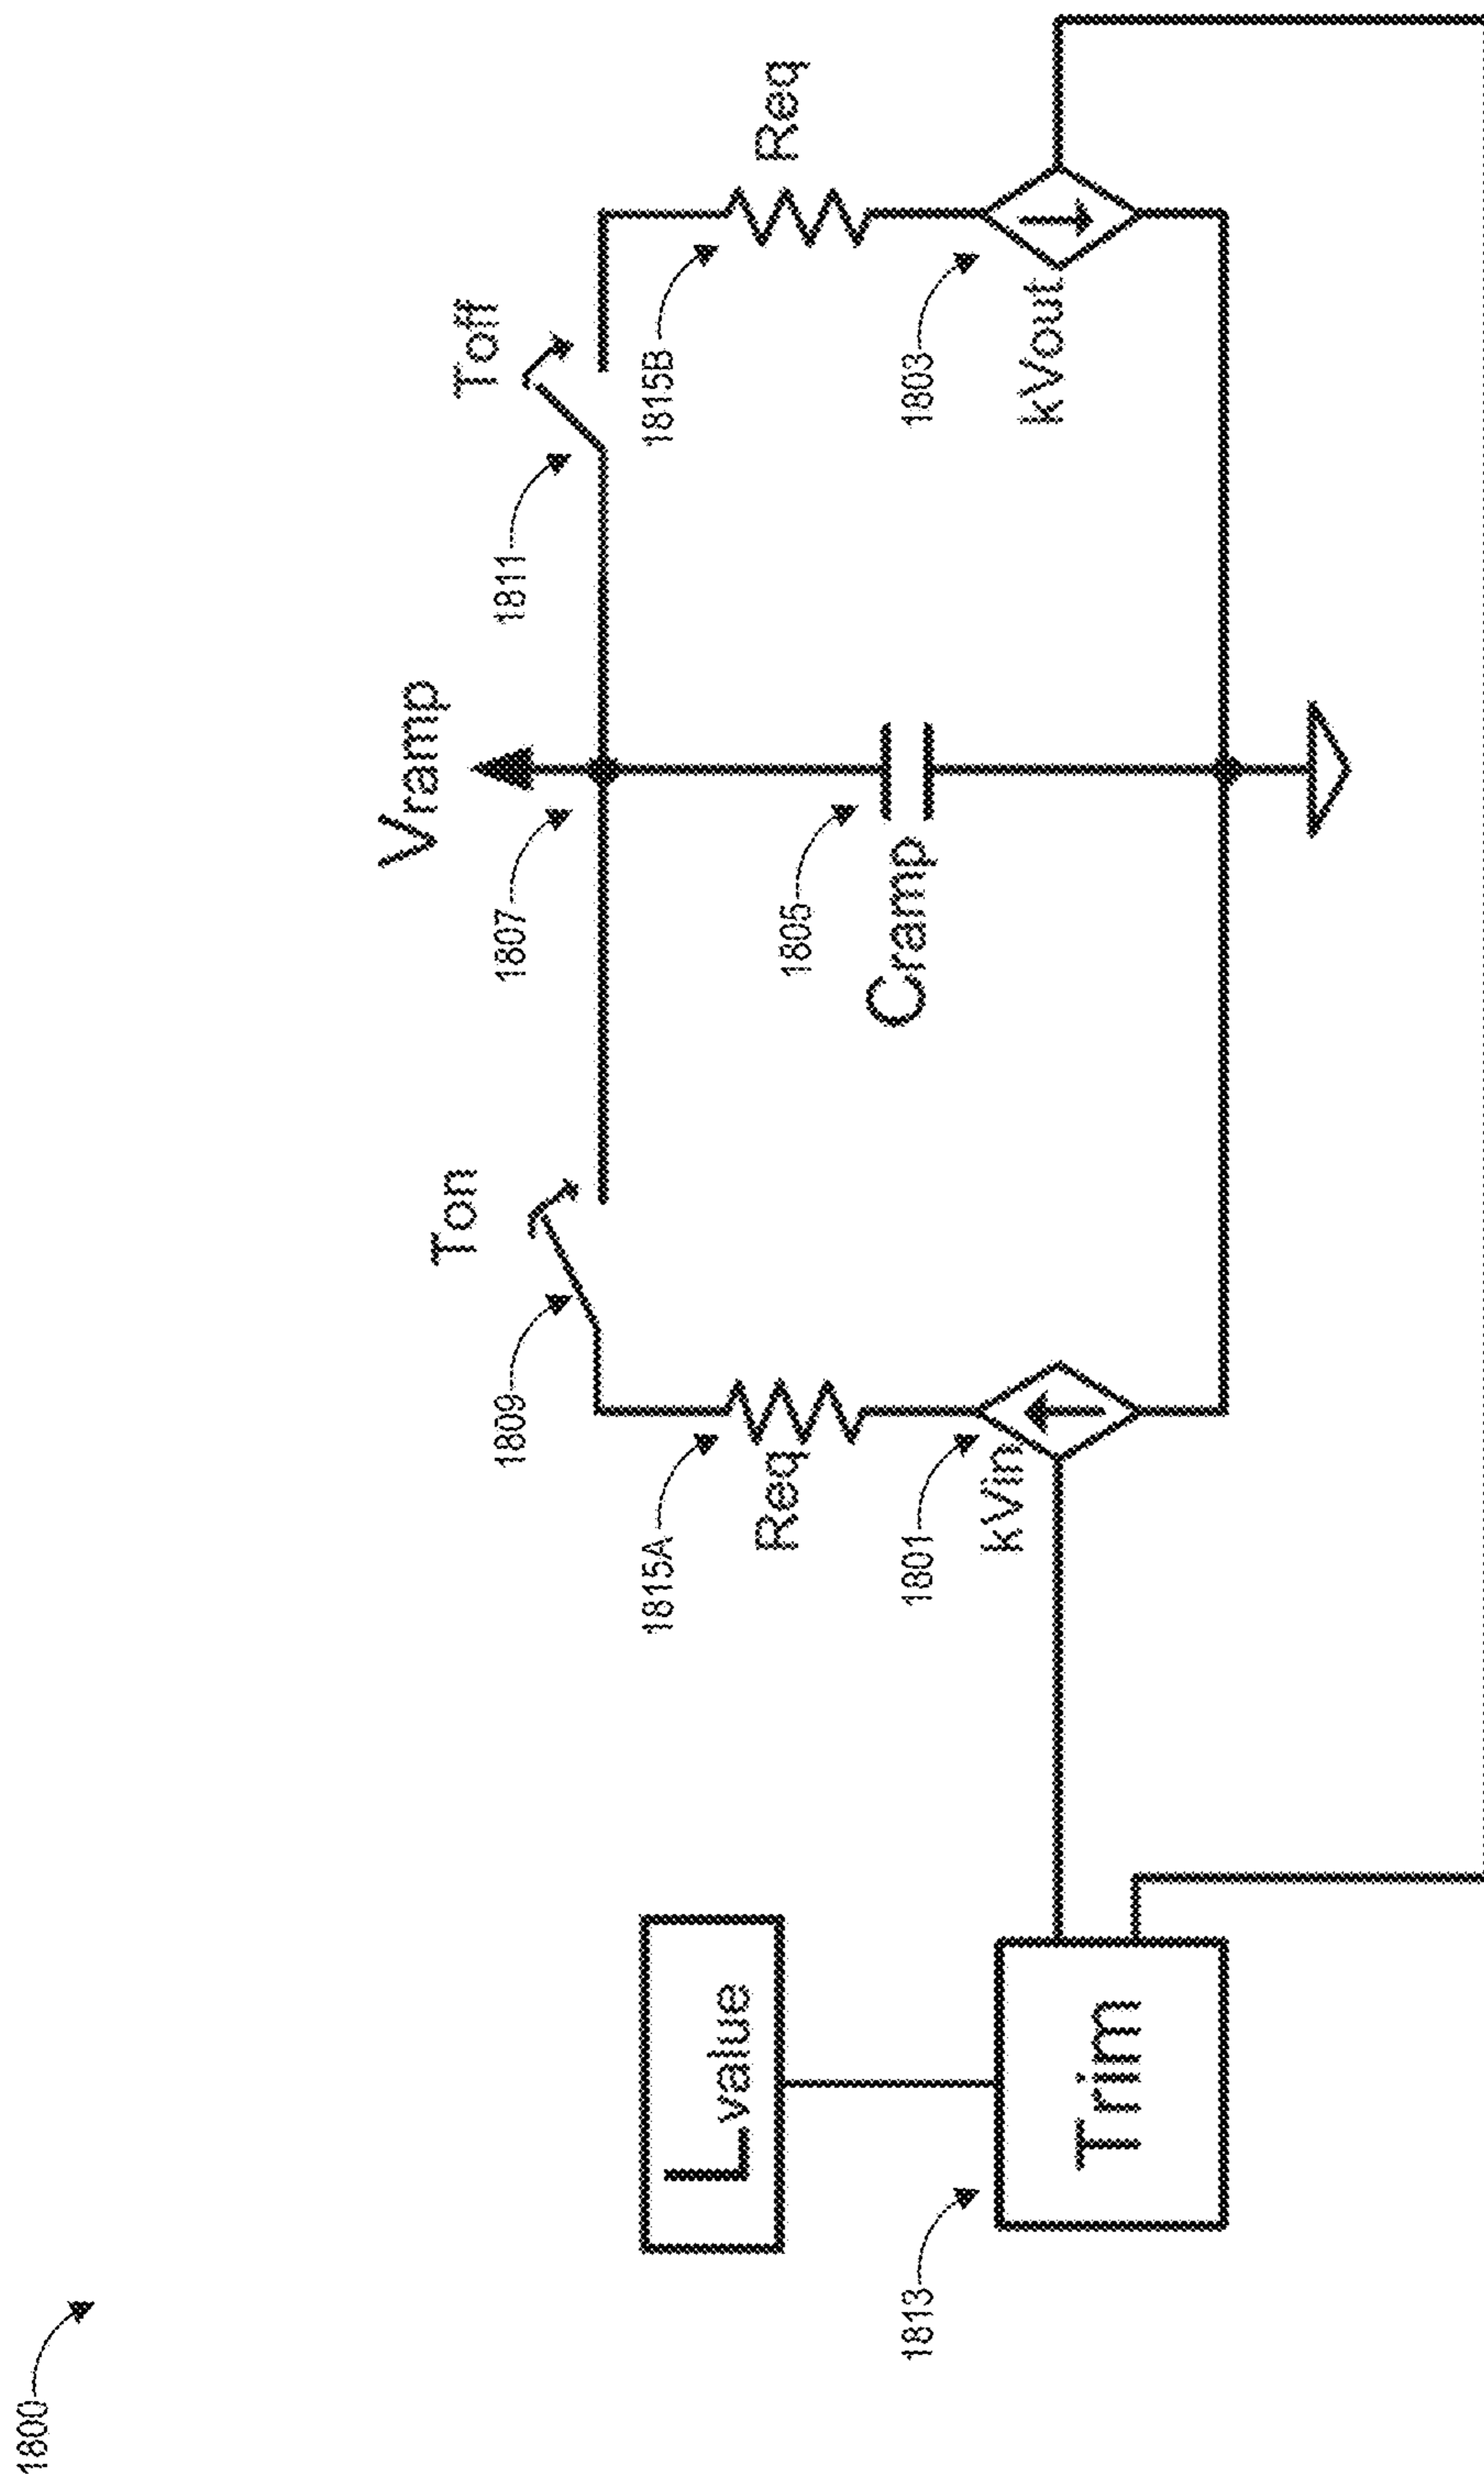 1800
Vramp
Ton
Toff
1809
1807
1811
Lvalue
1815A
Req
1805
Cramp
1815B
Req
1813
Trim
1801
kVin
1803
kVout